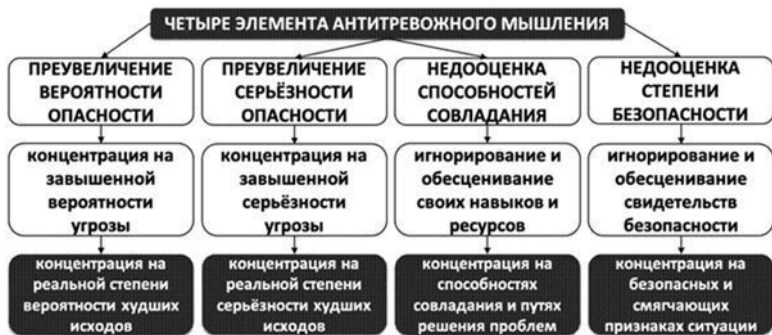 ЧЕТЫРЕ ЭЛЕМЕНТА АНТИТРЕВОЖНОГО МЫШЛЕНИЯ
ПРЕУВЕЛИЧЕНИЕ
ВЕРОЯТНОСТИ
ОПАСНОСТИ
ПРЕУВЕЛИЧЕНИЕ
СЕРЬЁЗНОСТИ
ОПАСНОСТИ
НЕДООЦЕНКА
СПОСОБНОСТЕЙ
СОВЛАДАНИЯ
НЕДООЦЕНКА
СТЕПЕНИ
БЕЗОПАСНОСТИ
концентрация на
завышенной
вероятности
угрозы
концентрация на
завышенной
серьёзности
угрозы
игнорирование и
обесценивание
своих навыков и
ресурсов
игнорирование и
обесценивание
свидетельств
безопасности
концентрация на
реальной степени
вероятности худших
исходов
концентрация на
реальной степени
серьёзности худших
исходов
концентрация на
способностях
совладания и путях
решения проблем
концентрация на
безопасных и
смягчающих
признаках ситуации